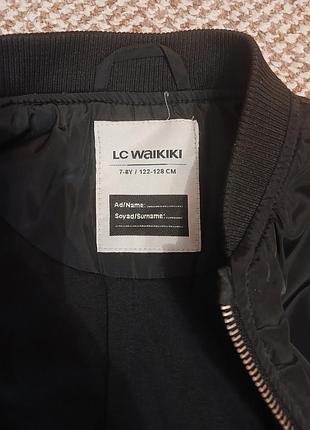 LC WAIKIKI
7-8Y / 122-128 CM
Ad/Name:
Soyad/Surname: